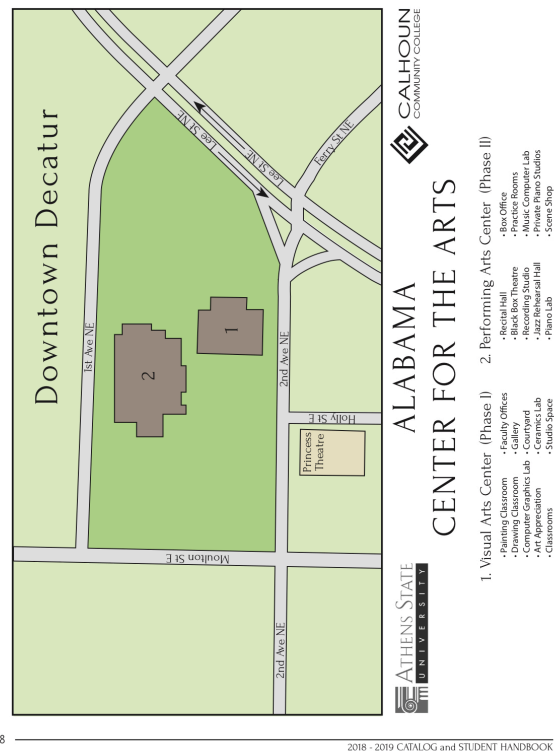 Downtown Decatur
1st Ave NE
Lee St NE
Lee St NE
Ferry St NE
2
1
2nd Ave NE
Holly St E
Princess
Theatre
Moulton St E
2nd Ave NE
ATHENS STATE
UNIVERSITY
ALABAMA
CENTER FOR THE ARTS
CALHOUN
COMMUNITY COLLEGE
1. Visual Arts Center (Phase I)
• Painting Classroom
• Drawing Classroom
• Computer Graphics Lab
• Art Appreciation
• Classrooms
• Faculty Offices
• Gallery
• Courtyard
• Ceramics Lab
• Studio Space
2. Performing Arts Center (Phase II)
• Recital Hall
• Black Box Theatre
• Recording Studio
• Jazz Rehearsal Hall
• Piano Lab
• Box Office
• Practice Rooms
• Music Computer Lab
• Private Piano Studios
• Scene Shop
8
2018 - 2019 CATALOG and STUDENT HANDBOOK